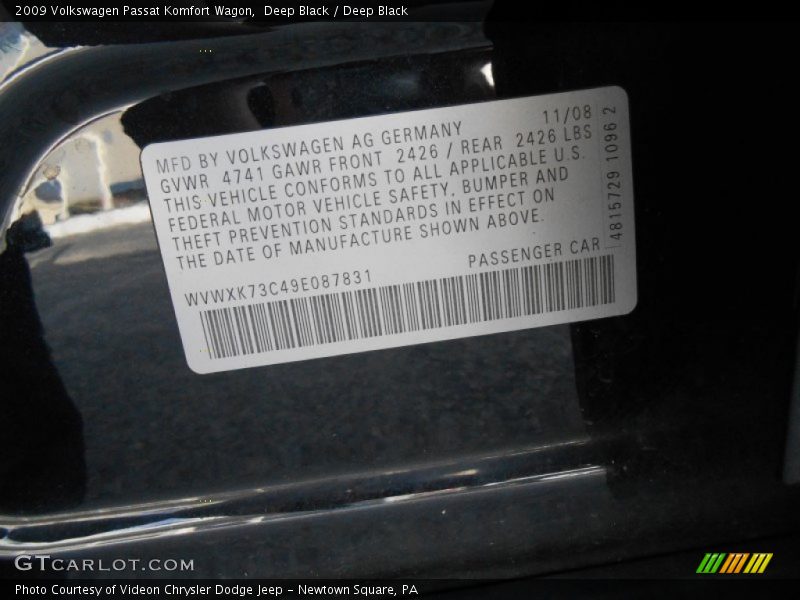 2009 Volkswagen Passat Komfort Wagon,  Deep Black / Deep Black
11/08
MFD BY VOLKSWAGEN AG GERMANY
GVWR 4741 GAWR FRONT 2426 / REAR 2426 LBS
THIS VEHICLE CONFORMS TO ALL APPLICABLE U.S.
FEDERAL MOTOR VEHICLE SAFETY, BUMPER AND
THEFT PREVENTION STANDARDS IN EFFECT ON
THE DATE OF MANUFACTURE SHOWN ABOVE.
WVWXK73C49E087831
PASSENGER CAR
4815729 1096 2
GTCARLOT.COM
Photo Courtesy of Videon Chrysler Dodge Jeep - Newtown Square, PA